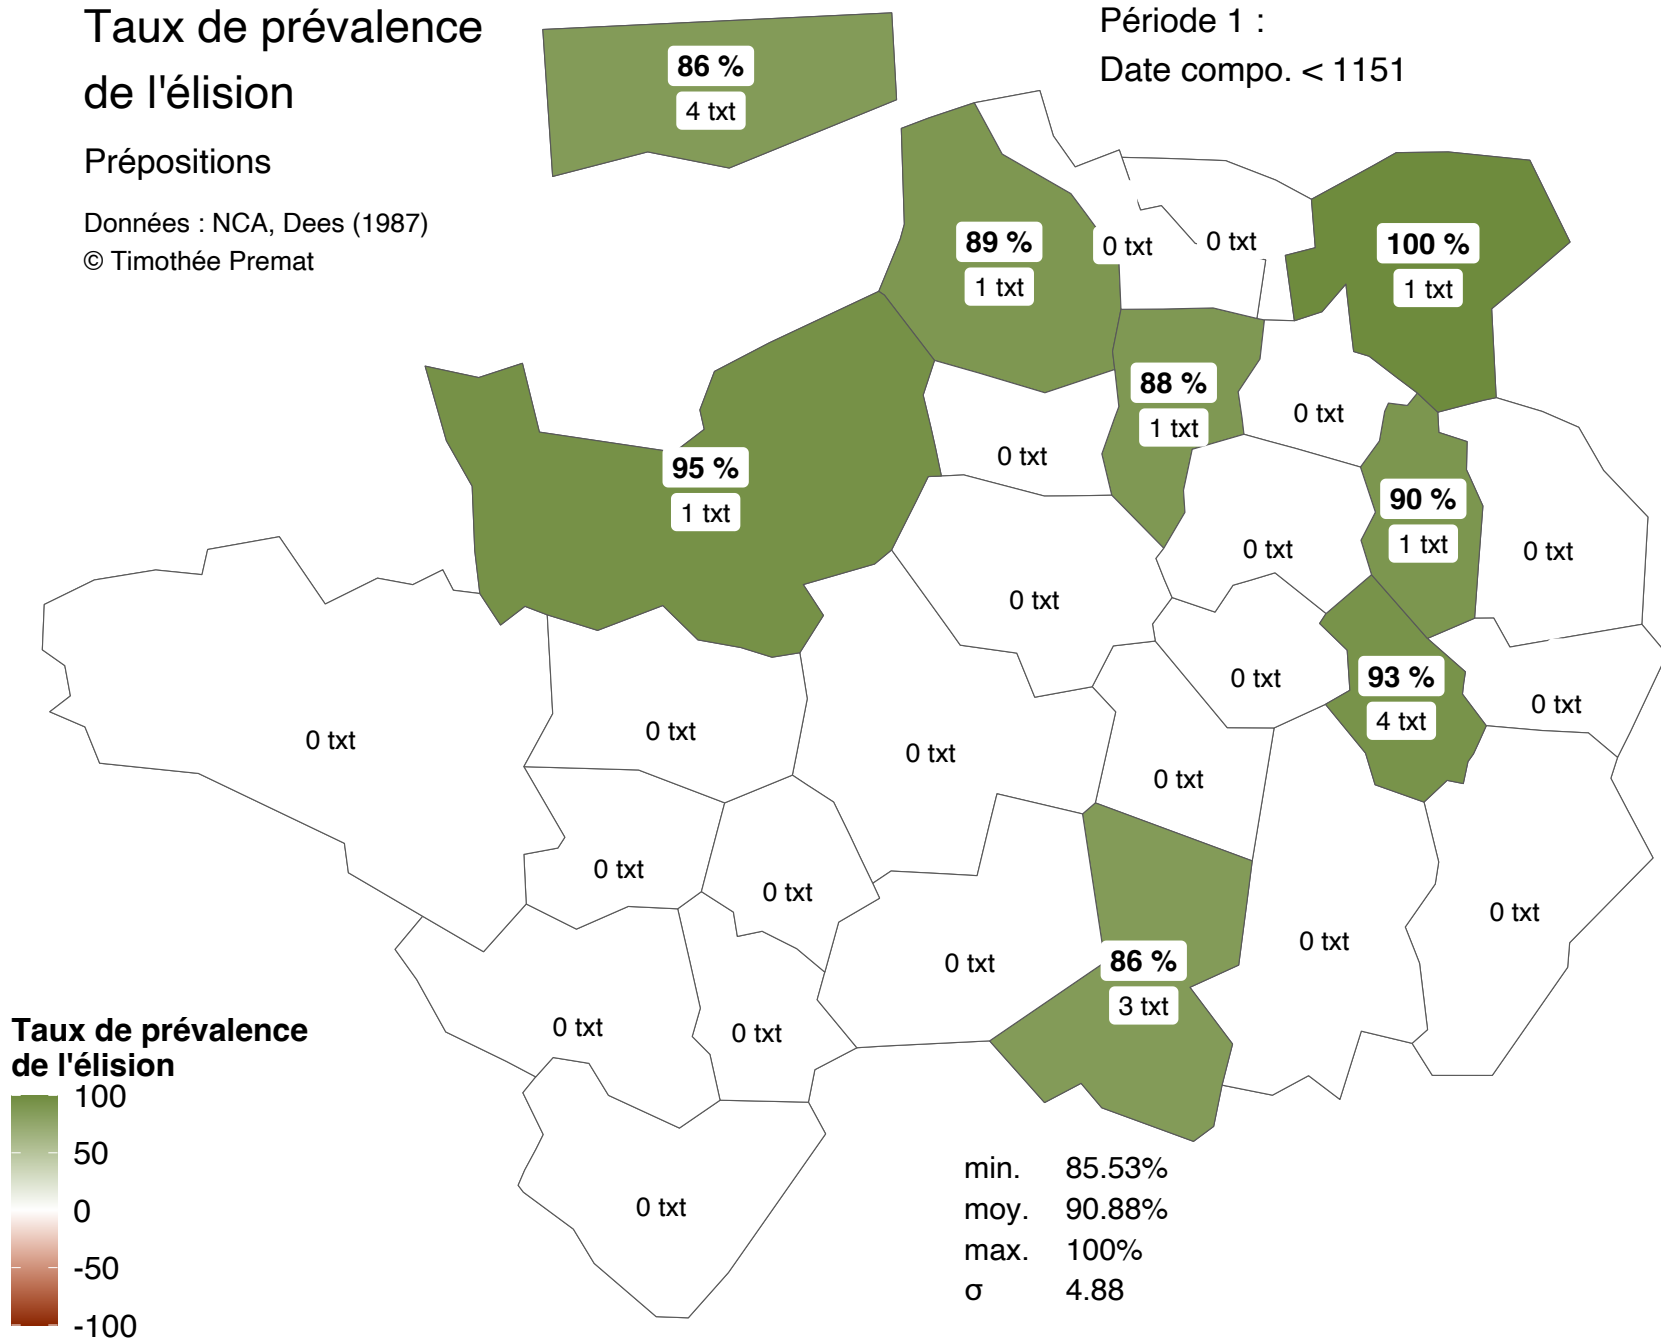 Taux de prévalence
de l'élision
Prépositions
Données : NCA, Dees (1987)
© Timothée Premat
Période 1 :
Date compo. < 1151
86 %
4 txt
89 %
1 txt
0 txt
0 txt
100 %
1 txt
88 %
1 txt
0 txt
0 txt
95 %
1 txt
90 %
1 txt
0 txt
0 txt
0 txt
93 %
4 txt
0 txt
0 txt
0 txt
0 txt
0 txt
0 txt
0 txt
0 txt
0 txt
0 txt
86 %
3 txt
0 txt
0 txt
0 txt
0 txt
0 txt
Taux de prévalence
de l'élision
100
50
0
-50
-100
min. 85.53%
moy. 90.88%
max. 100%
σ 4.88